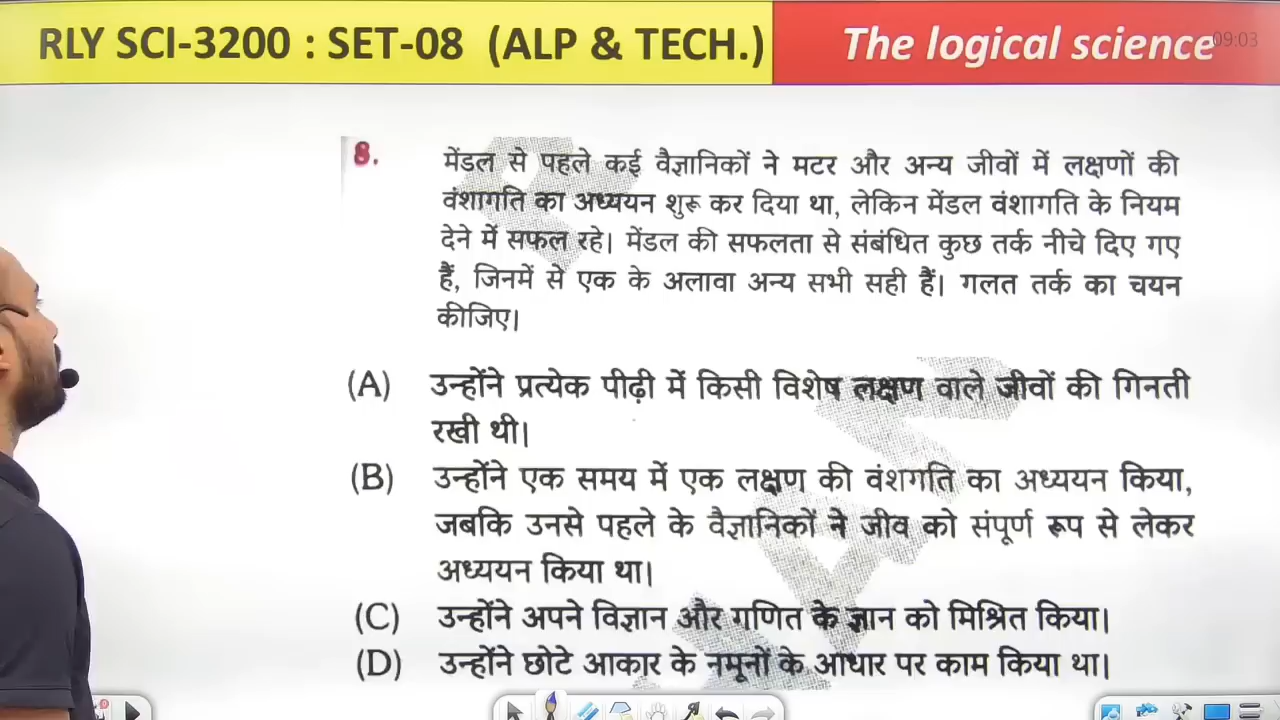 RLY SCI-3200 : SET-08 (ALP & TECH.) The logical science 09:03
8. मेंडल से पहले कई वैज्ञानिकों ने मटर और अन्य जीवों में लक्षणों की
वंशागति का अध्ययन शुरू कर दिया था, लेकिन मेंडल वंशागति के नियम
देने में सफल रहे। मेंडल की सफलता से संबंधित कुछ तर्क नीचे दिए गए
हैं, जिनमें से एक के अलावा अन्य सभी सही हैं। गलत तर्क का चयन
कीजिए।
(A) उन्होंने प्रत्येक पीढ़ी में किसी विशेष लक्षण वाले जीवों की गिनती
रखी थी।
(B) उन्होंने एक समय में एक लक्षण की वंशगति का अध्ययन किया,
जबकि उनसे पहले के वैज्ञानिकों ने जीव को संपूर्ण रूप से लेकर
अध्ययन किया था।
(C) उन्होंने अपने विज्ञान और गणित के ज्ञान को मिश्रित किया।
(D) उन्होंने छोटे आकार के नमूनों के आधार पर काम किया था।